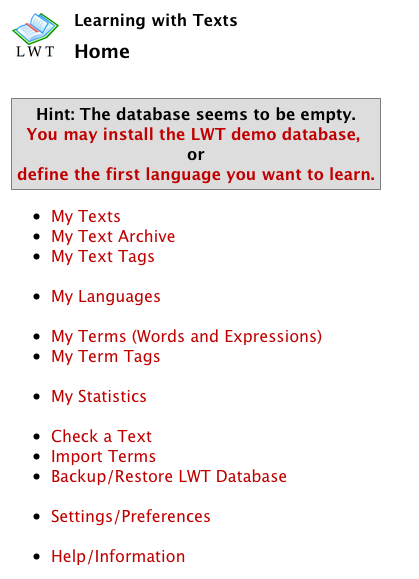 Learning with Texts
LWT
Home
Hint: The database seems to be empty.
You may install the LWT demo database,
or
define the first language you want to learn.
My Texts
My Text Archive
My Text Tags
My Languages
My Terms (Words and Expressions)
My Term Tags
My Statistics
Check a Text
Import Terms
Backup/Restore LWT Database
Settings/Preferences
Help/Information